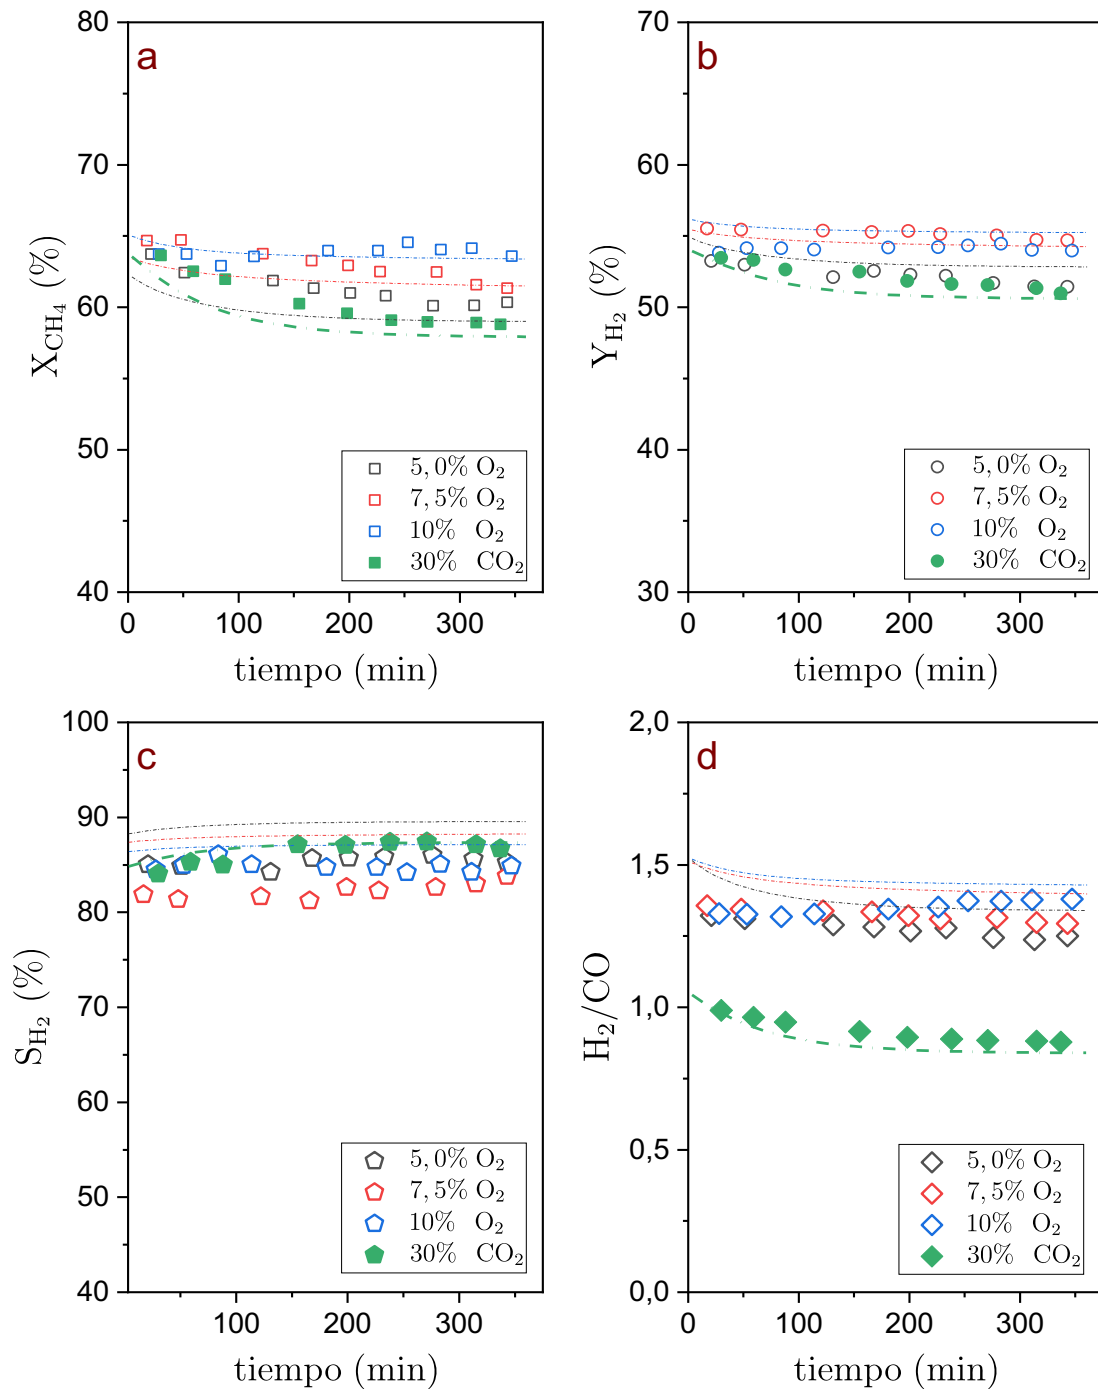 a
80
70
60
50
40
X_CH₄ (%)
0 100 200 300
tiempo (min)
5,0% O₂
7,5% O₂
10% O₂
30% CO₂
b
70
60
50
40
30
Y_H₂ (%)
0 100 200 300
tiempo (min)
5,0% O₂
7,5% O₂
10% O₂
30% CO₂
c
100
90
80
70
60
50
40
S_H₂ (%)
100 200 300
tiempo (min)
5,0% O₂
7,5% O₂
10% O₂
30% CO₂
d
2,0
1,5
1,0
0,5
0,0
H₂/CO
0 100 200 300
tiempo (min)
5,0% O₂
7,5% O₂
10% O₂
30% CO₂